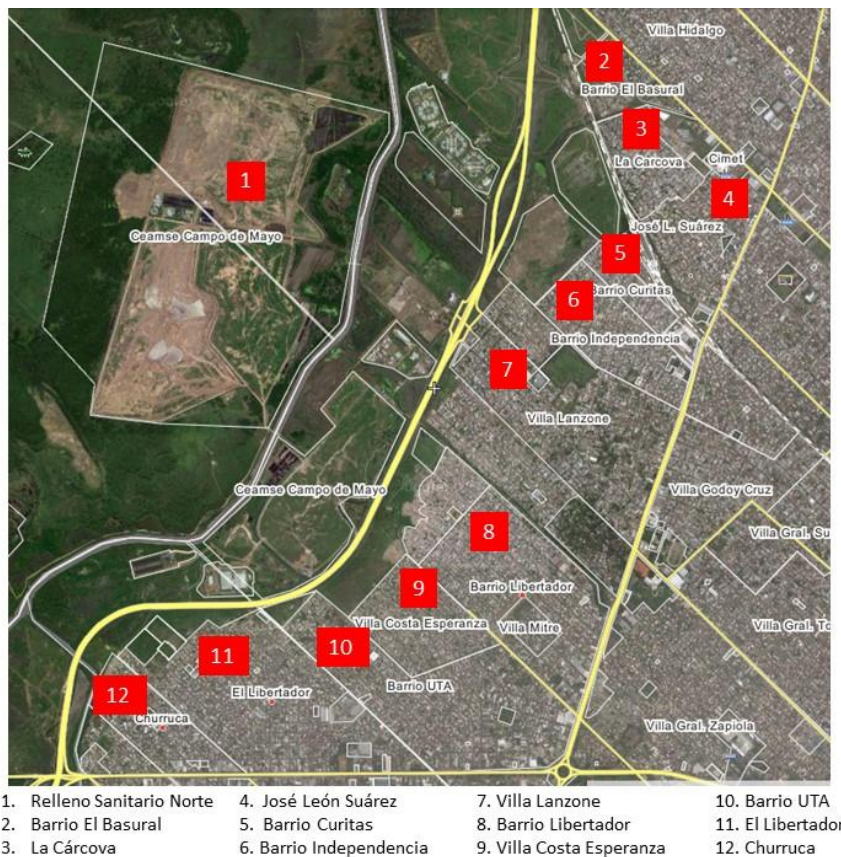 Villa Hidalgo
2
Barrio El Basural
3
La Carcova
Cimet
1
4
José L. Suárez
Ceamse Campo de Mayo
5
Barrio Curitas
6
Barrio Independencia
7
Villa Lanzone
Ceamse Campo de Mayo
Villa Godoy Cruz
8
Villa Gral. Su
9
Barrio Libertador
Villa Costa Esperanza
Villa Mitre
Villa Gral. To
10
11
Barrio UTA
12
El Libertador
Churruca
Villa Gral. Zapiola
1. Relleno Sanitario Norte 4. José León Suárez 7. Villa Lanzone 10. Barrio UTA
2. Barrio El Basural 5. Barrio Curitas 8. Barrio Libertador 11. El Libertador
3. La Cárcova 6. Barrio Independencia 9. Villa Costa Esperanza 12. Churruca